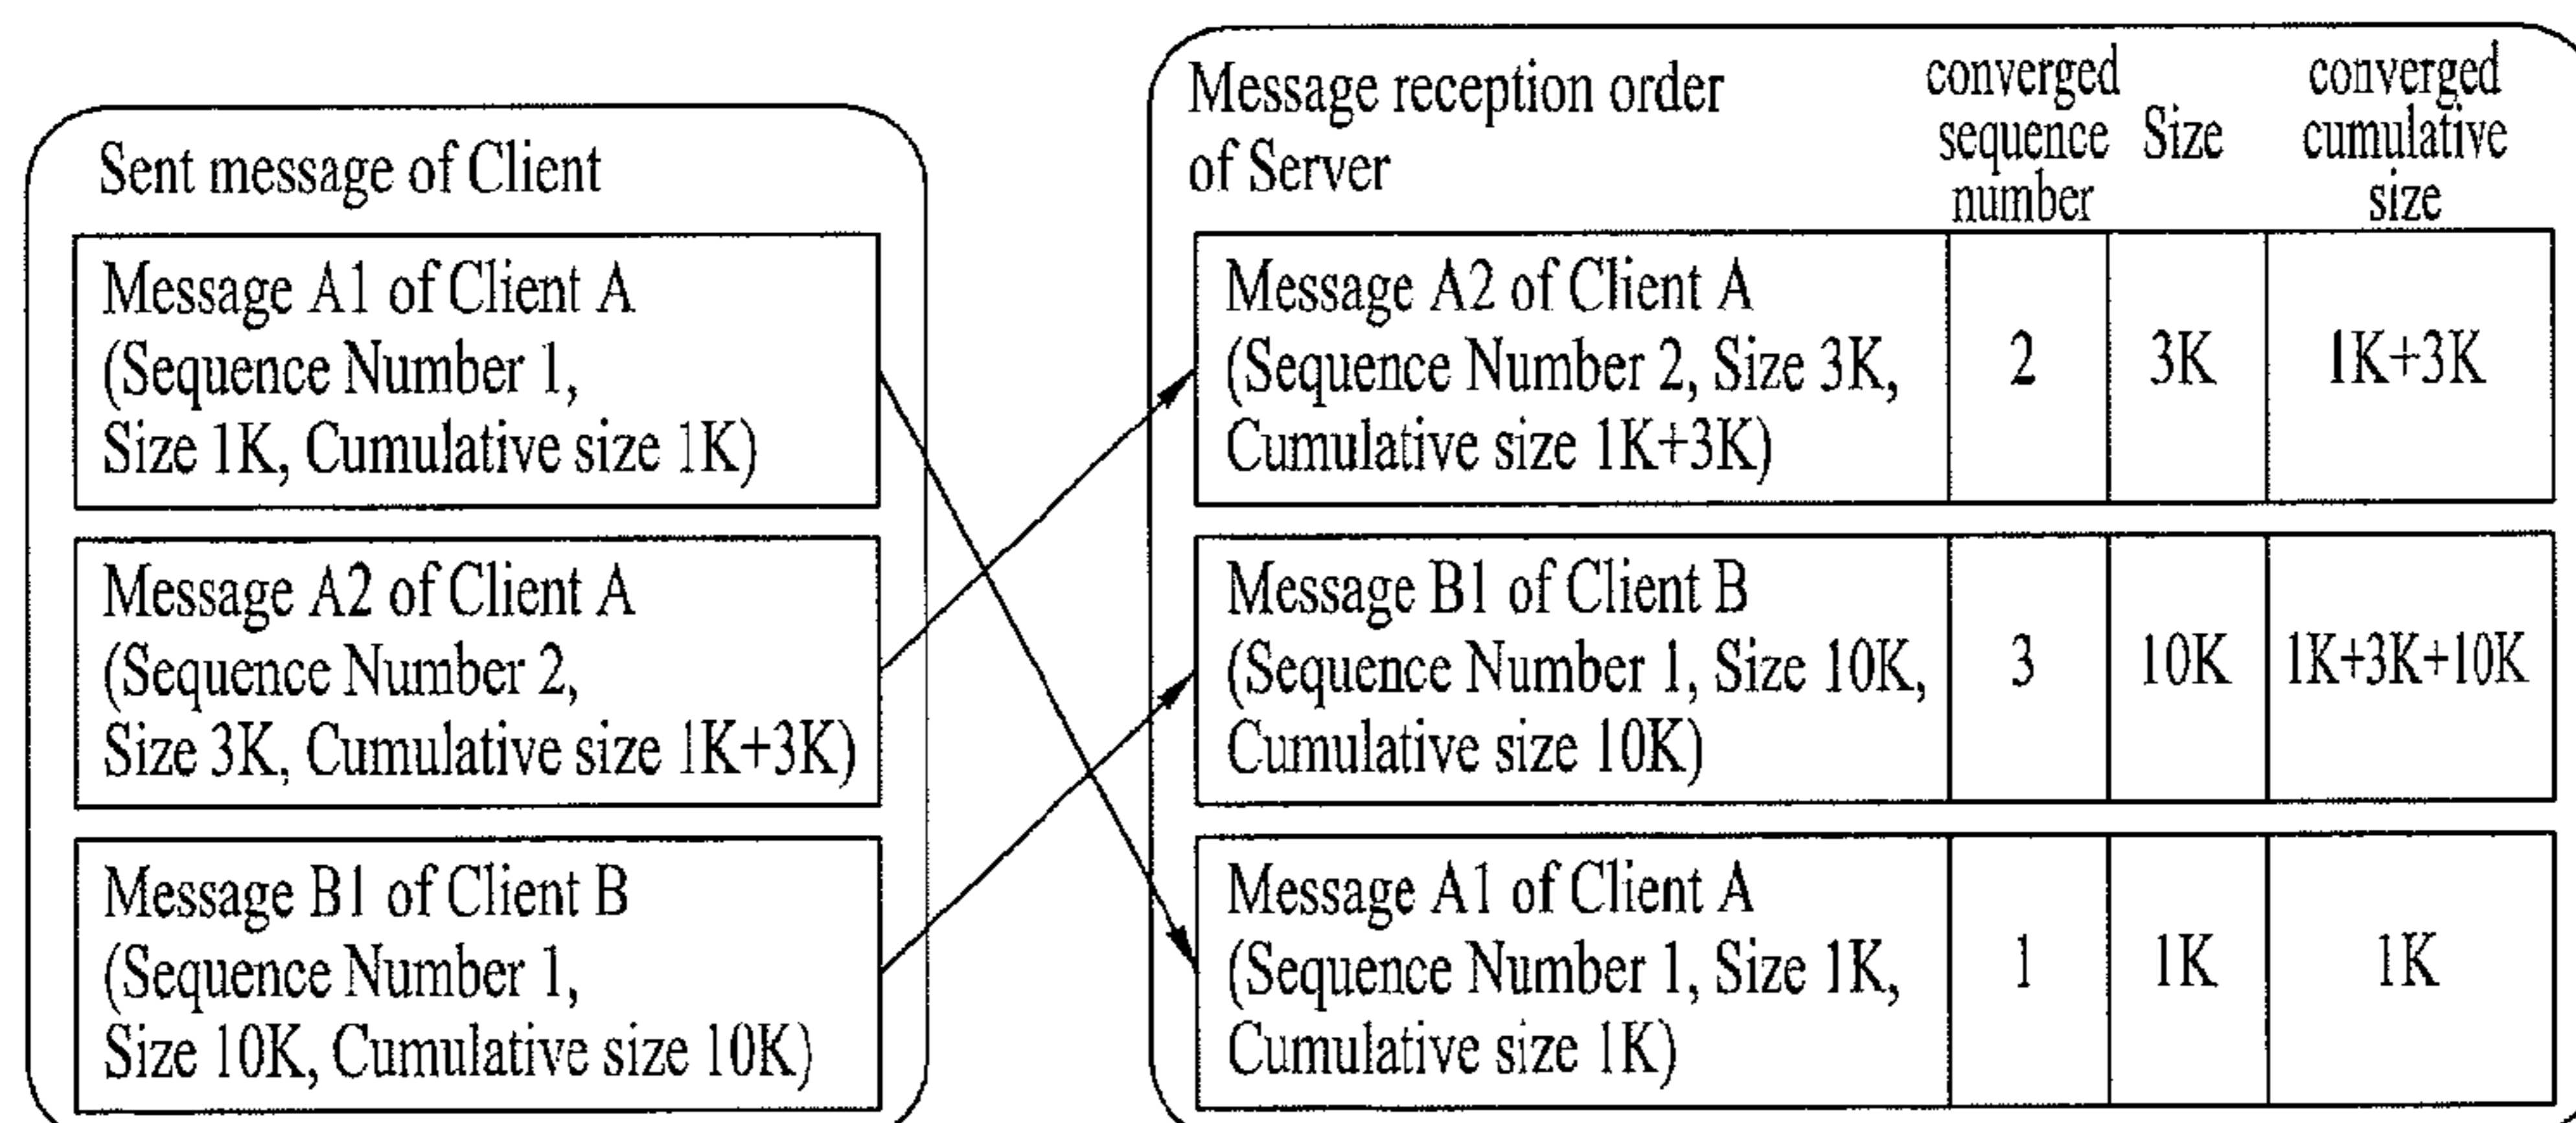 Sent message of Client
Message A1 of Client A
(Sequence Number 1,
Size 1K, Cumulative size 1K)
Message A2 of Client A
(Sequence Number 2,
Size 3K, Cumulative size 1K+3K)
Message B1 of Client B
(Sequence Number 1,
Size 10K, Cumulative size 10K)
Message reception order
of Server
converged
sequence
number
Size
converged
cumulative
size
Message A2 of Client A
(Sequence Number 2, Size 3K,
Cumulative size 1K+3K)
2
3K
1K+3K
Message B1 of Client B
(Sequence Number 1, Size 10K,
Cumulative size 10K)
3
10K
1K+3K+10K
Message A1 of Client A
(Sequence Number 1, Size 1K,
Cumulative size 1K)
1
1K
1K